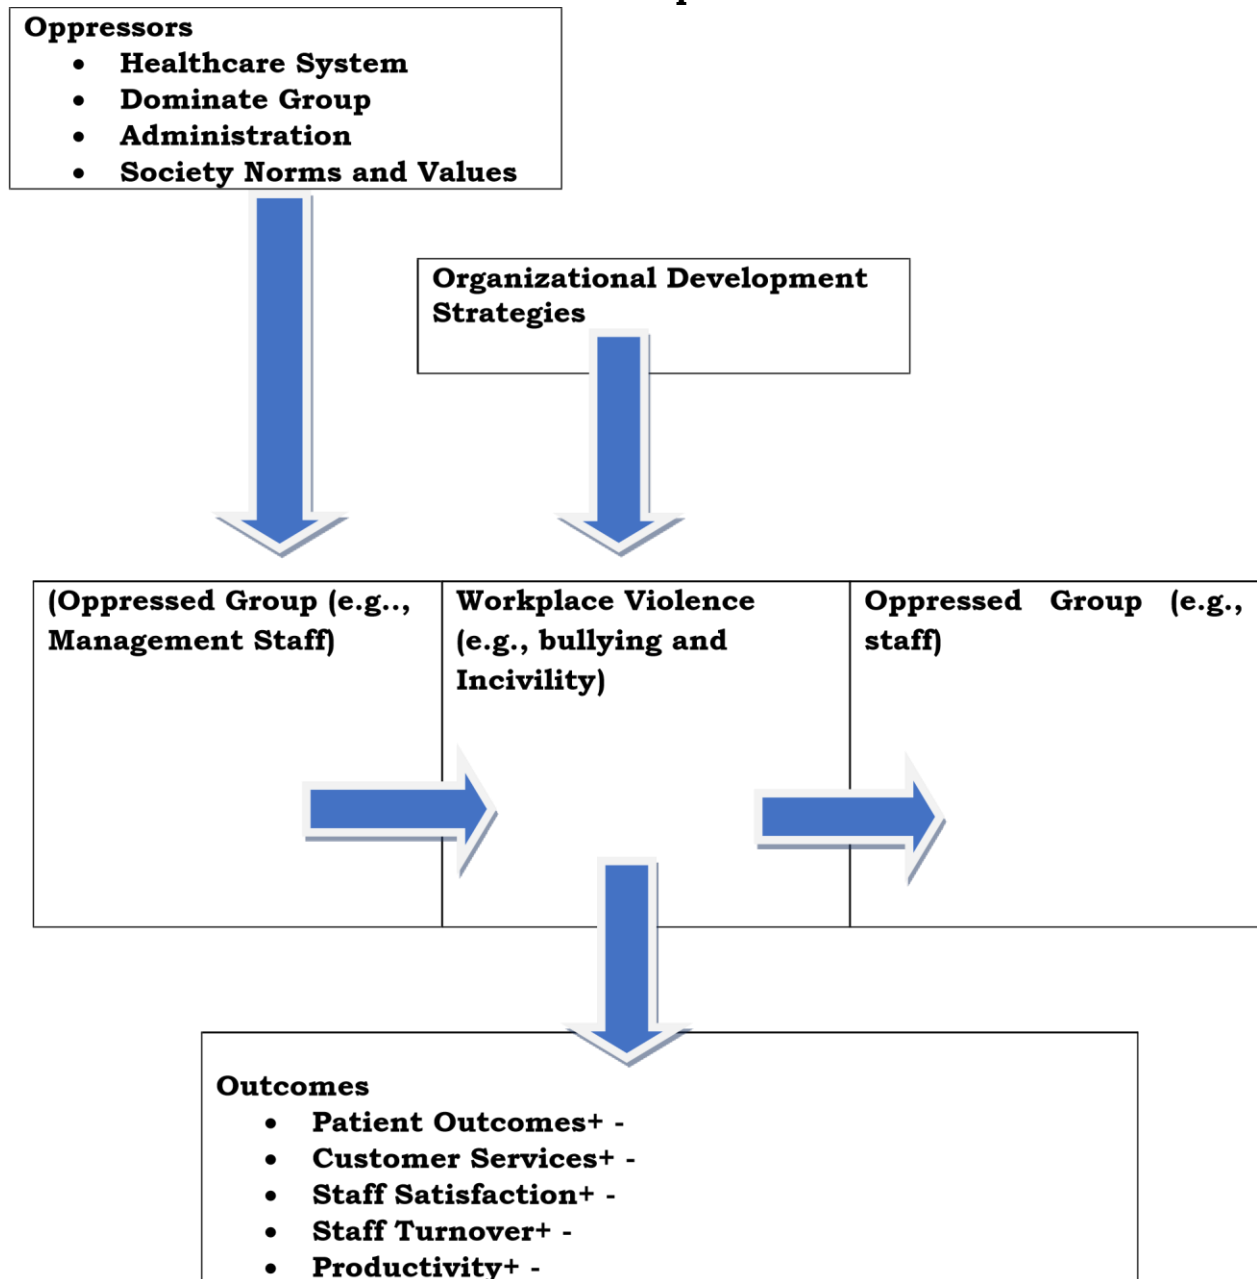 Oppressors
• Healthcare System
• Dominate Group
• Administration
• Society Norms and Values
Organizational Development
Strategies
(Oppressed Group (e.g..,
Management Staff)
Workplace Violence
(e.g., bullying and
Incivility)
Oppressed Group (e.g.,
staff)
Outcomes
• Patient Outcomes+ -
• Customer Services+ -
• Staff Satisfaction+ -
• Staff Turnover+ -
• Productivity+ -